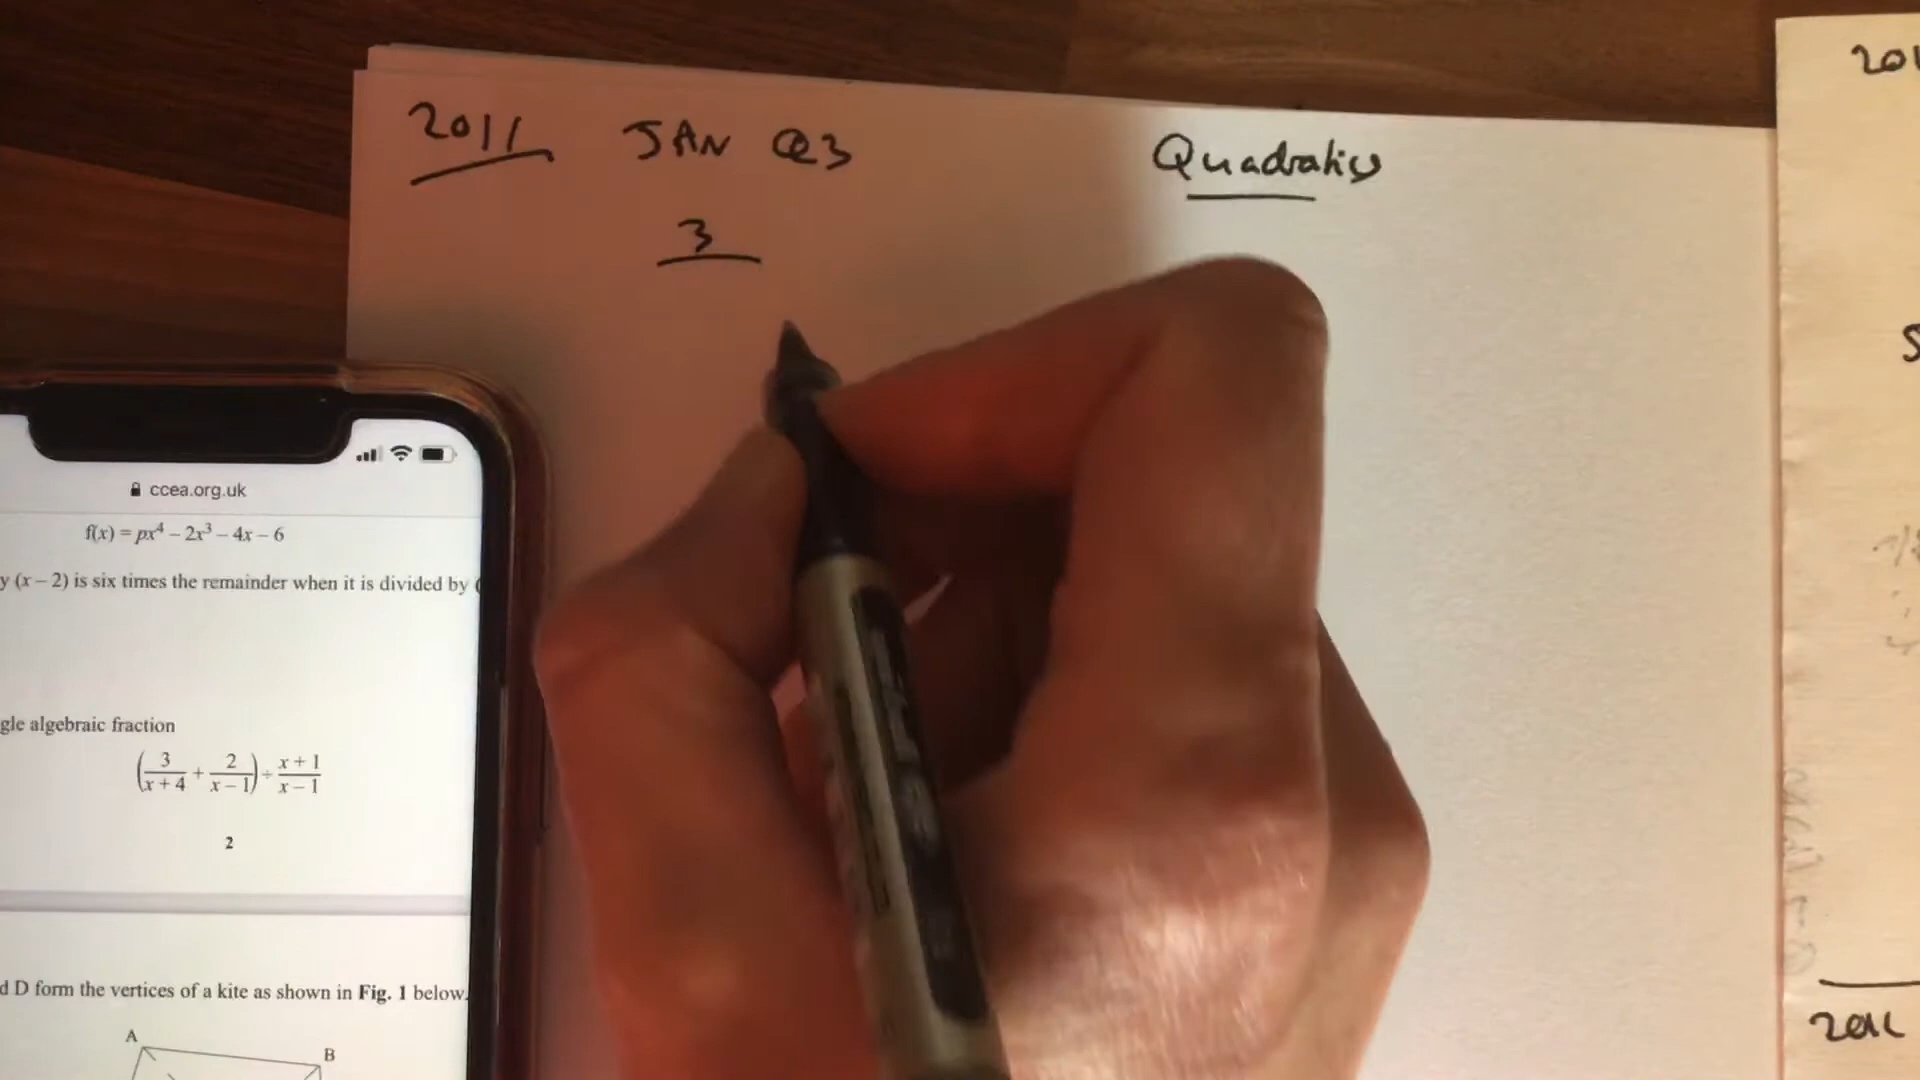 2011 JAN Q3
Quadratics
3
ccea.org.uk
f(x) = px⁴ – 2x³ – 4x – 6
y (x – 2) is six times the remainder when it is divided by (
gle algebraic fraction
(3/(x + 4) + 2/(x – 1)) ÷ (x + 1)/(x – 1)
2
d D form the vertices of a kite as shown in Fig. 1 below.
A
B
201
S